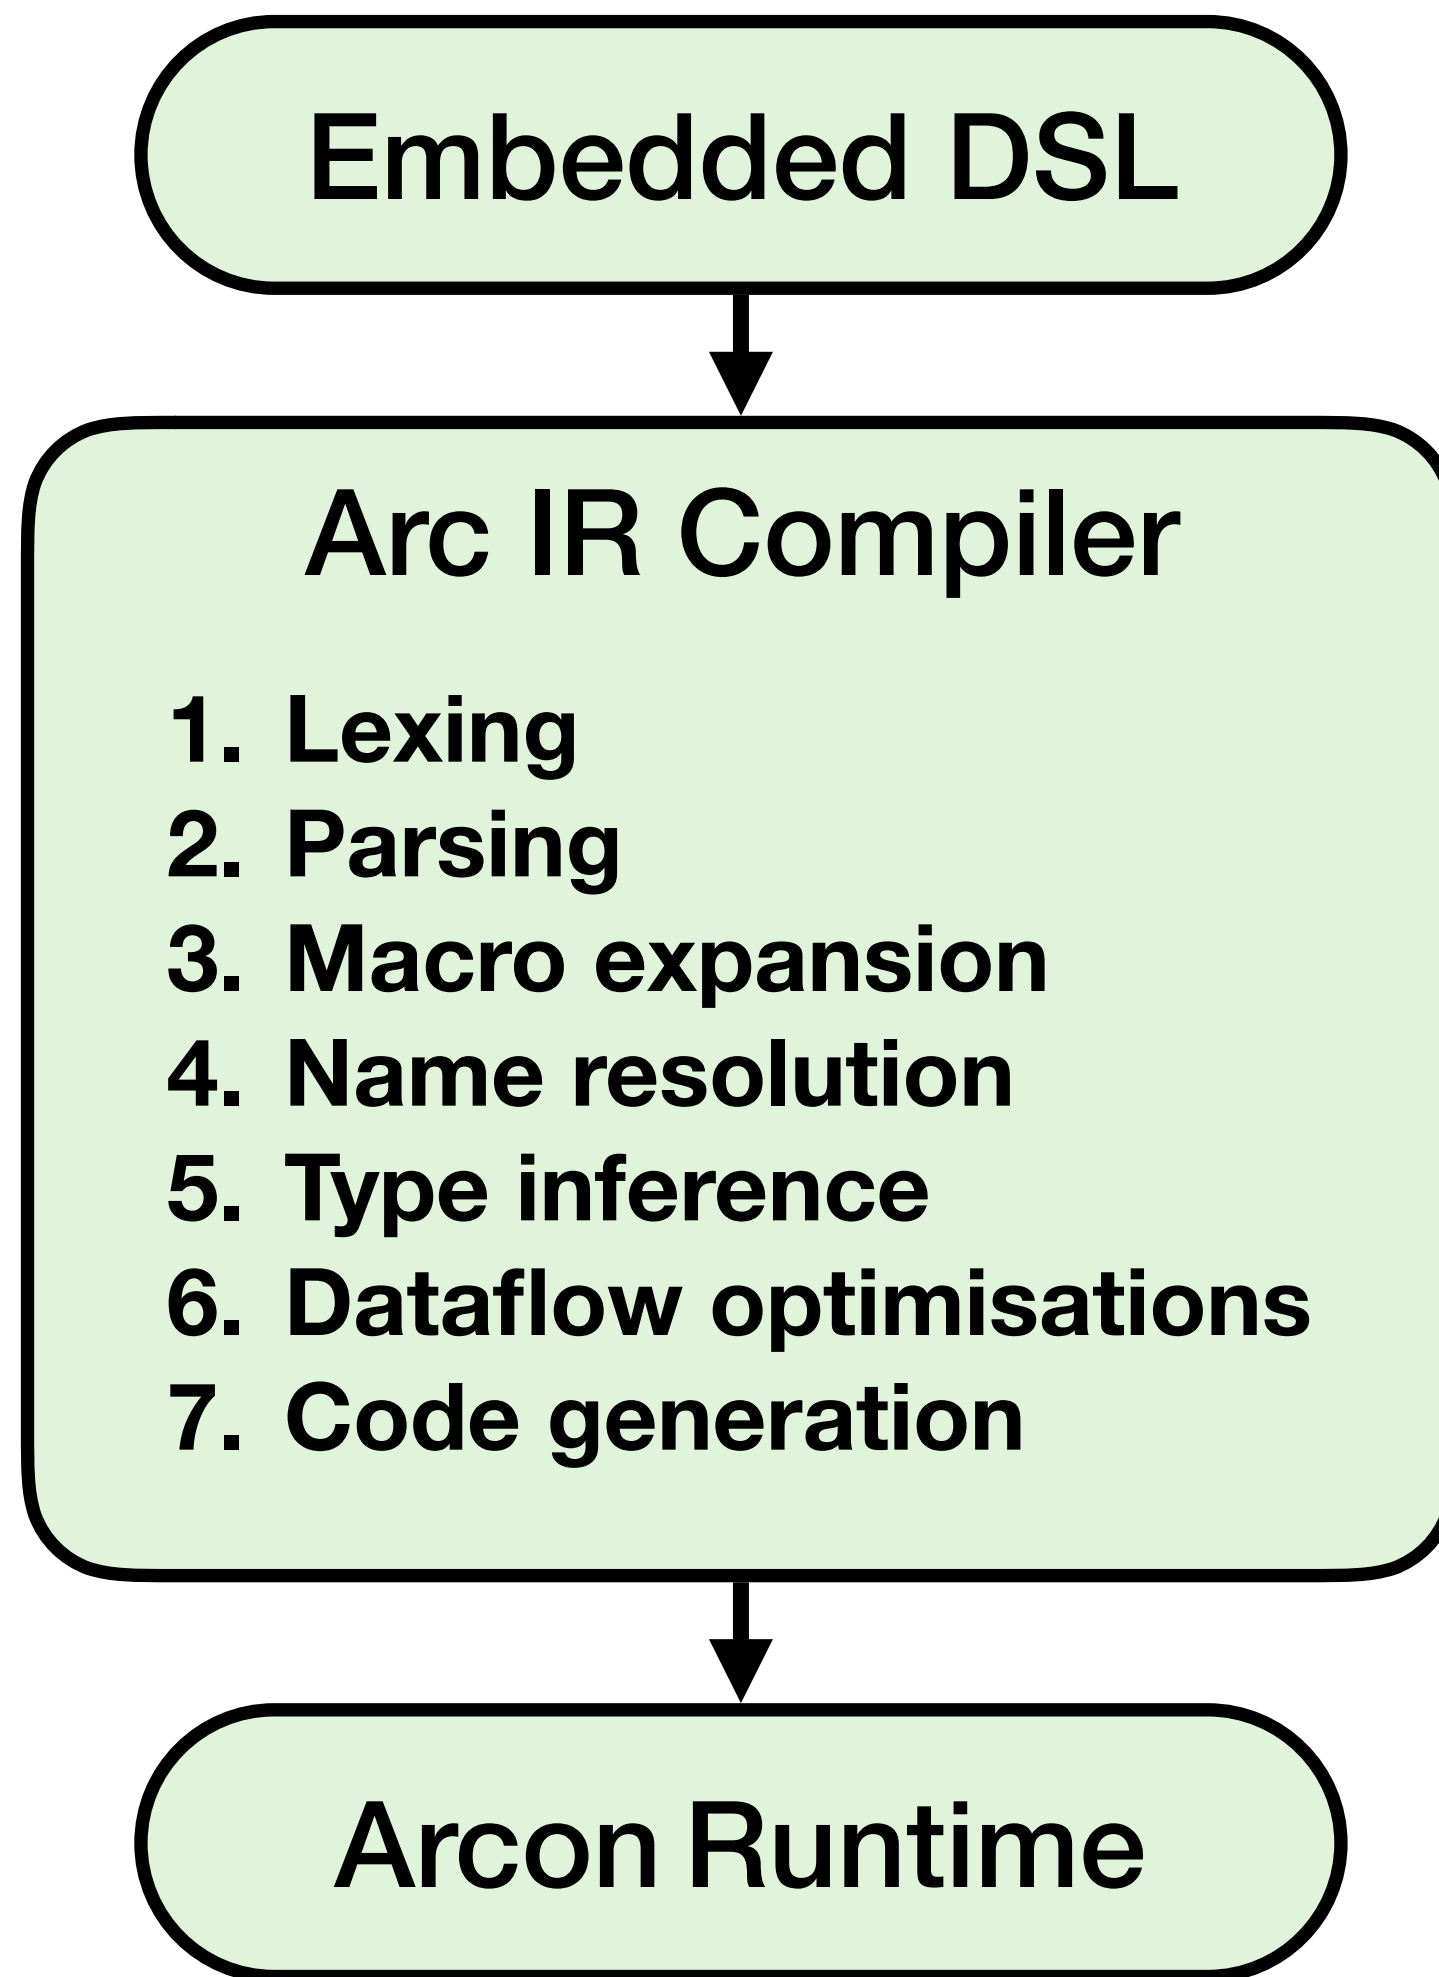 Embedded DSL
Arc IR Compiler
1. Lexing
2. Parsing
3. Macro expansion
4. Name resolution
5. Type inference
6. Dataflow optimisations
7. Code generation
Arcon Runtime